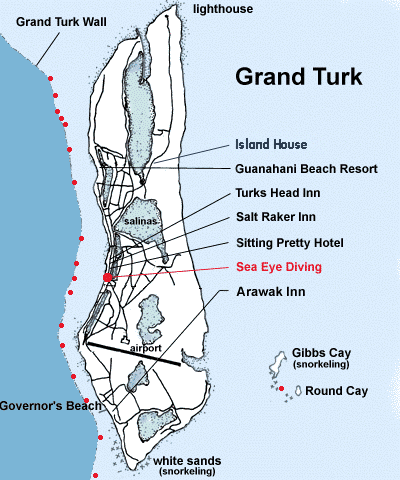 lighthouse
Grand Turk Wall
Grand Turk
Island House
Guanahani Beach Resort
Turks Head Inn
salinas
Salt Raker Inn
Sitting Pretty Hotel
Sea Eye Diving
Arawak Inn
airport
Gibbs Cay
(snorkeling)
Round Cay
Governor's Beach
white sands
(snorkeling)